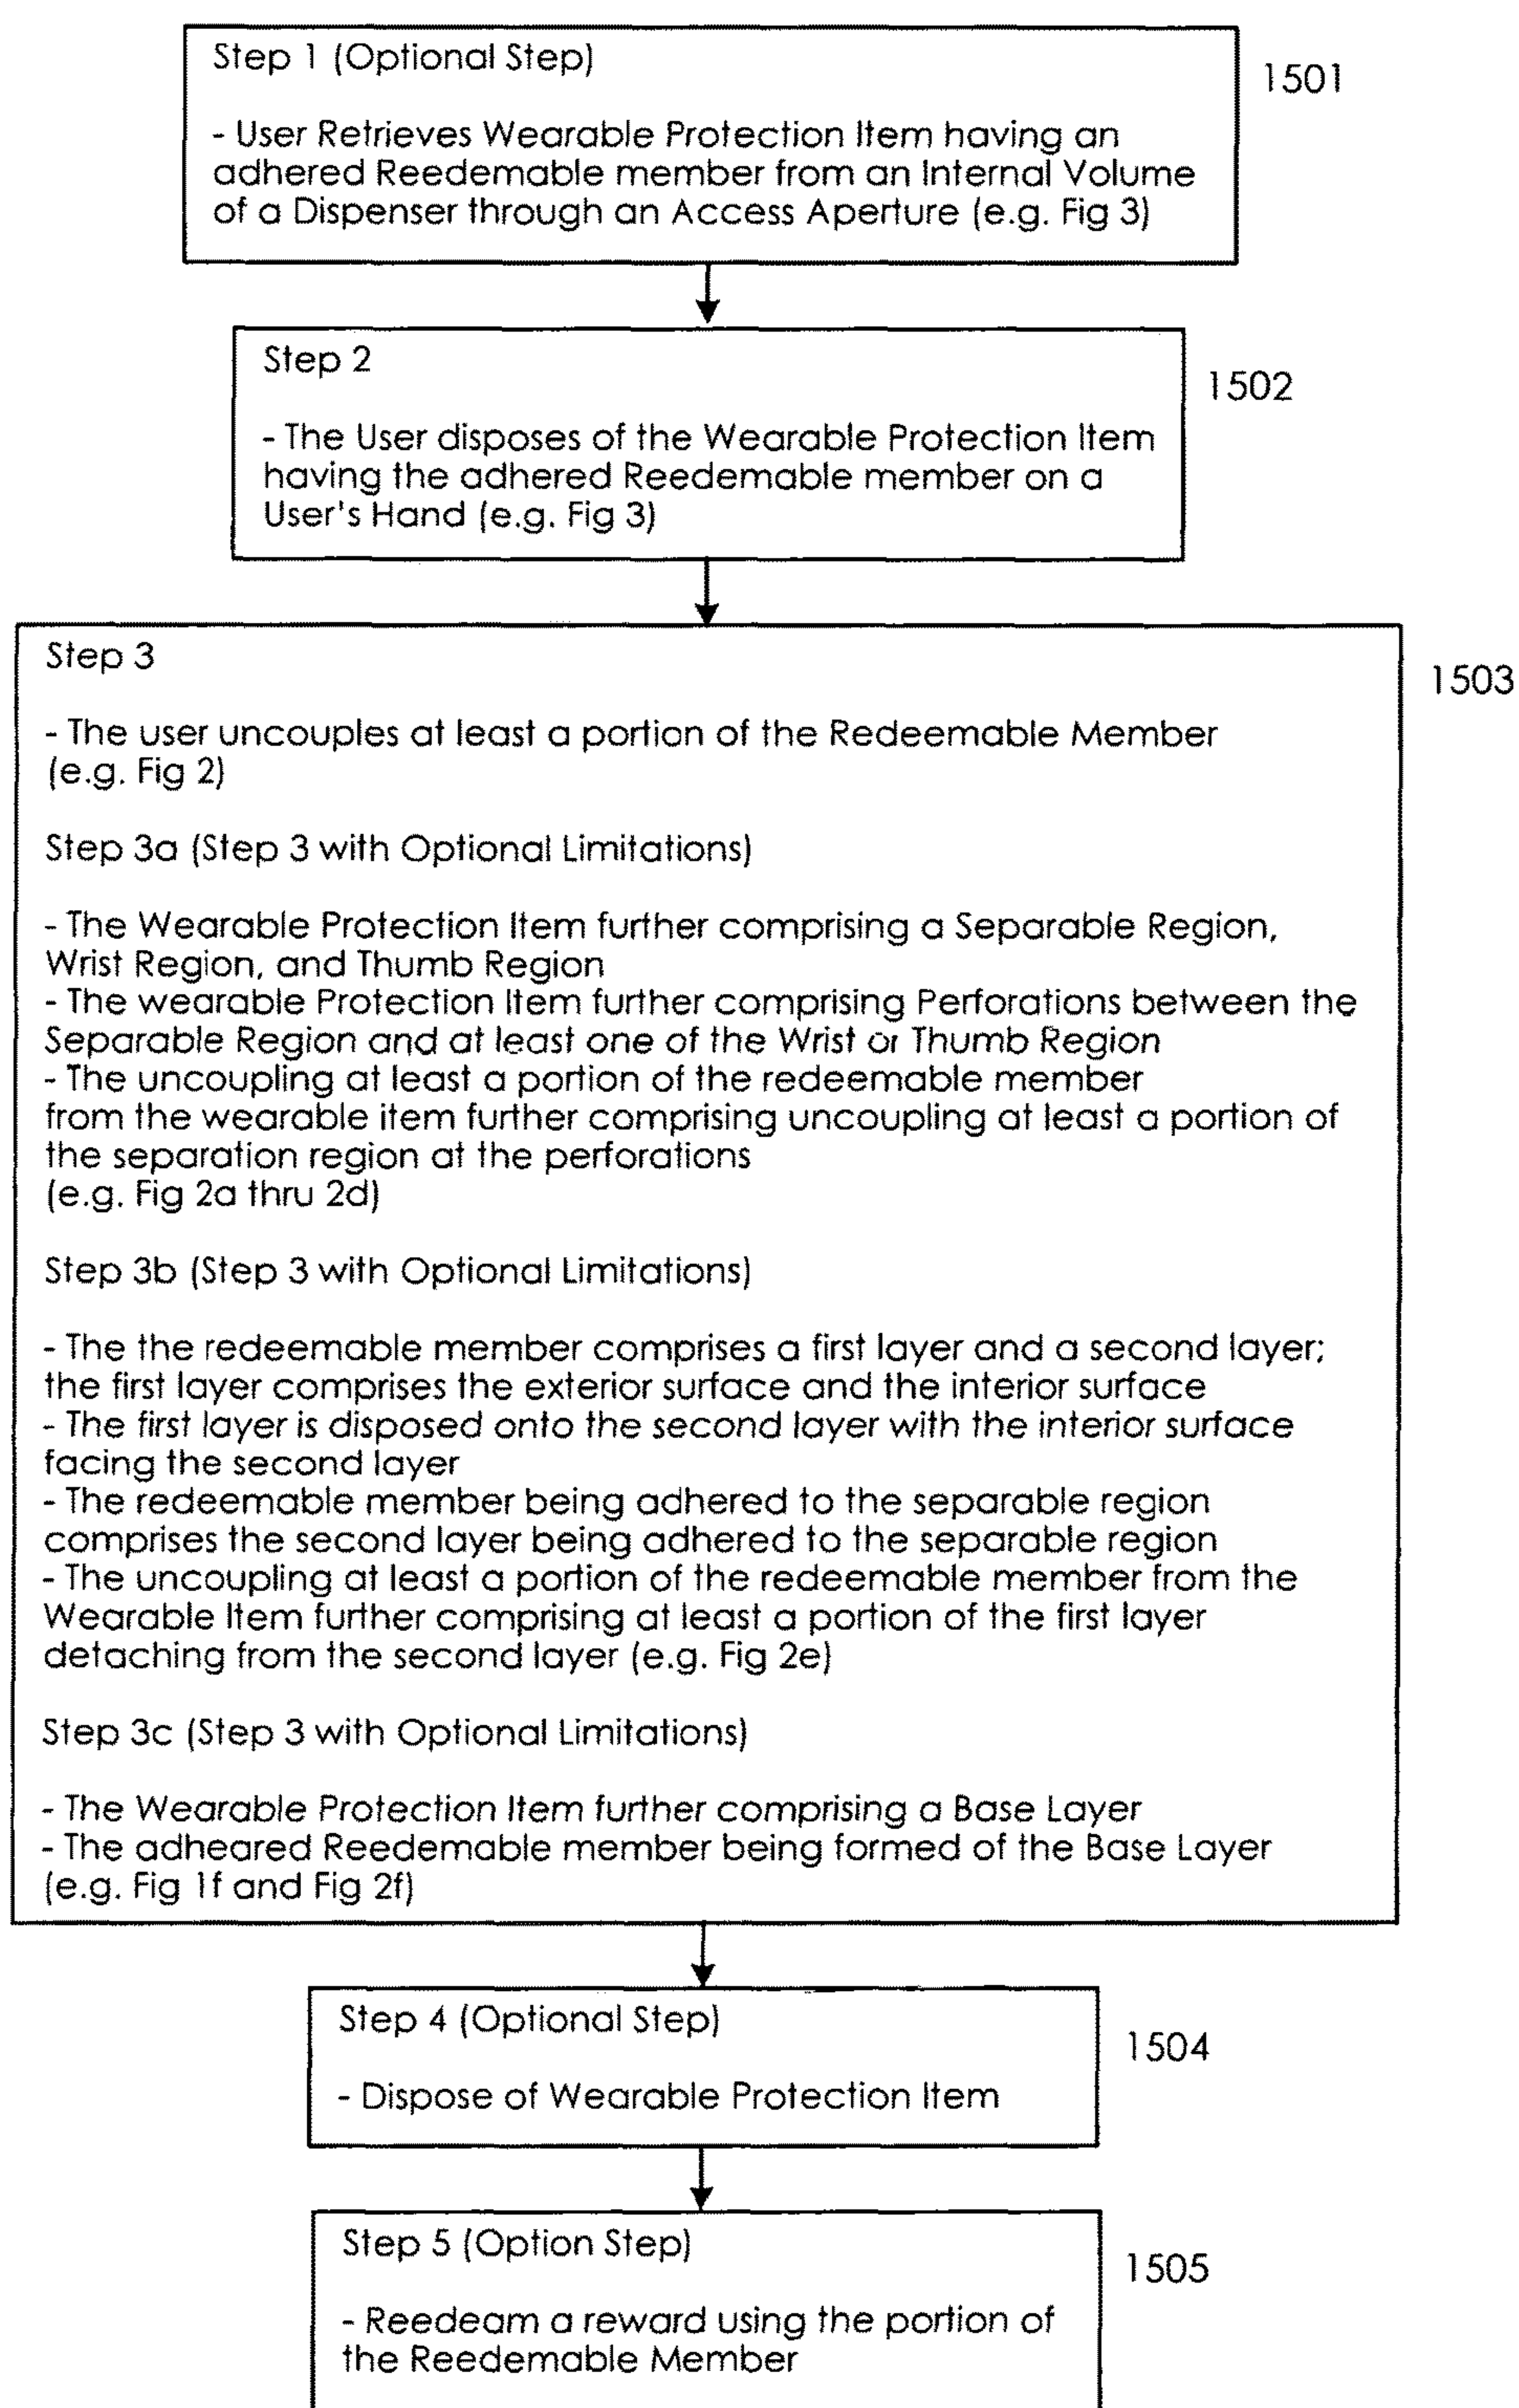 Step 1 (Optional Step)
1501
- User Retrieves Wearable Protection Item having an
adhered Reedemable member from an Internal Volume
of a Dispenser through an Access Aperture (e.g. Fig 3)
Step 2
1502
- The User disposes of the Wearable Protection Item
having the adhered Reedemable member on a
User's Hand (e.g. Fig 3)
Step 3
1503
- The user uncouples at least a portion of the Redeemable Member
(e.g. Fig 2)
Step 3a (Step 3 with Optional Limitations)
- The Wearable Protection Item further comprising a Separable Region,
Wrist Region, and Thumb Region
- The wearable Protection Item further comprising Perforations between the
Separable Region and at least one of the Wrist or Thumb Region
- The uncoupling at least a portion of the redeemable member
from the wearable item further comprising uncoupling at least a portion of
the separation region at the perforations
(e.g. Fig 2a thru 2d)
Step 3b (Step 3 with Optional Limitations)
- The the redeemable member comprises a first layer and a second layer;
the first layer comprises the exterior surface and the interior surface
- The first layer is disposed onto the second layer with the interior surface
facing the second layer
- The redeemable member being adhered to the separable region
comprises the second layer being adhered to the separable region
- The uncoupling at least a portion of the redeemable member from the
Wearable Item further comprising at least a portion of the first layer
detaching from the second layer (e.g. Fig 2e)
Step 3c (Step 3 with Optional Limitations)
- The Wearable Protection Item further comprising a Base Layer
- The adheared Reedemable member being formed of the Base Layer
(e.g. Fig 1f and Fig 2f)
Step 4 (Optional Step)
1504
- Dispose of Wearable Protection Item
Step 5 (Option Step)
1505
- Reedeam a reward using the portion of
the Reedemable Member